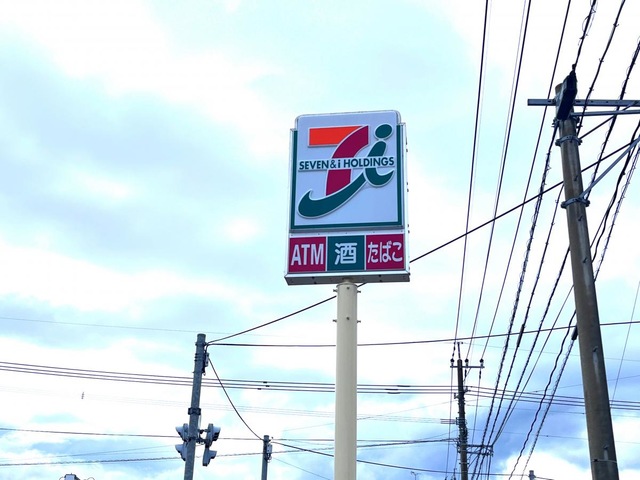 SEVEN&i HOLDINGS
ATM 酒 たばこ